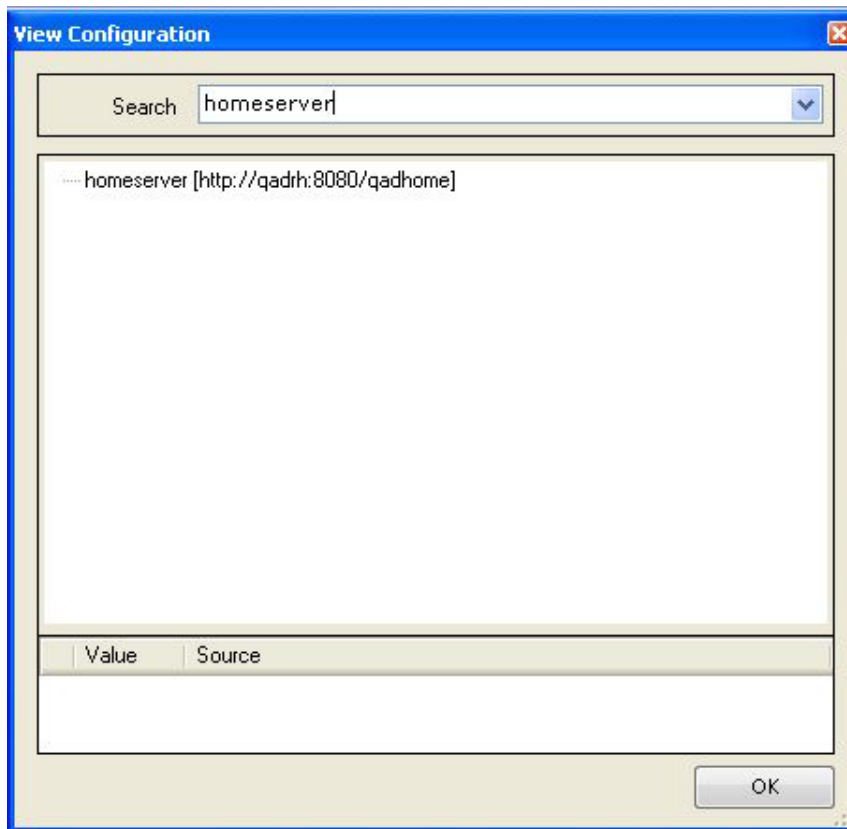 View Configuration
Search homeserver
homeserver [http://qadrh:8080/qadhome]
Value Source
OK